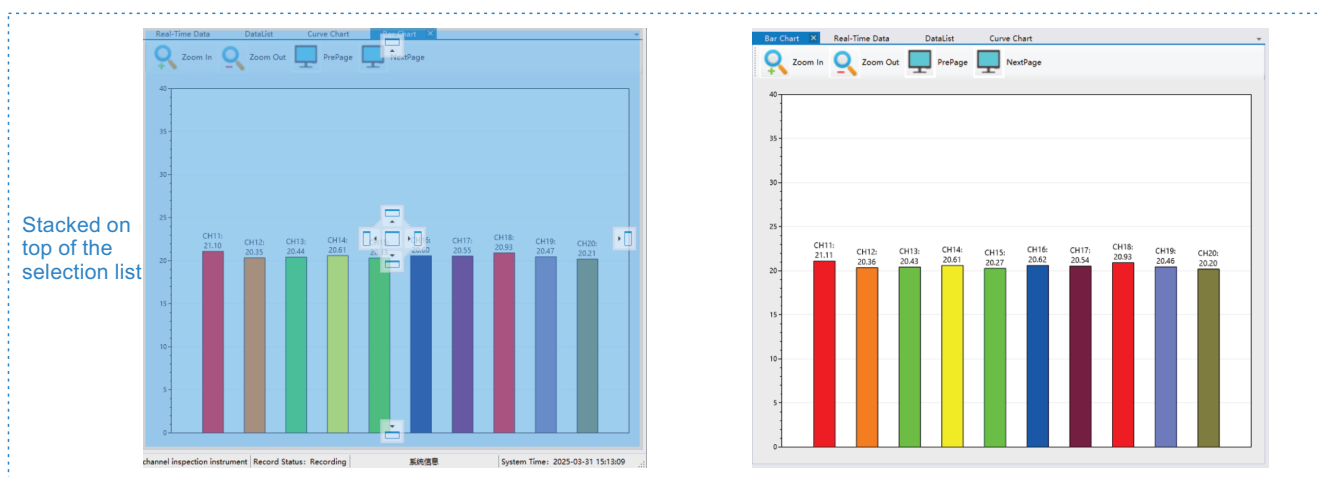 Stacked on
top of the
selection list
Real-Time Data DataList Curve Chart Bar Chart
Zoom In Zoom Out PrePage NextPage
40
35
30
25
20
15
10
5
0
CH11:
21.10
CH12:
20.35
CH13:
20.44
CH14:
20.61
CH17:
20.55
CH18:
20.93
CH19:
20.47
CH20:
20.21
channel inspection instrument Record Status: Recording 系统信息 System Time: 2025-03-31 15:13:09
Bar Chart Real-Time Data DataList Curve Chart
Zoom In Zoom Out PrePage NextPage
40
35
30
25
20
15
10
5
0
CH11:
21.11
CH12:
20.36
CH13:
20.43
CH14:
20.61
CH15:
20.27
CH16:
20.62
CH17:
20.54
CH18:
20.93
CH19:
20.46
CH20:
20.20